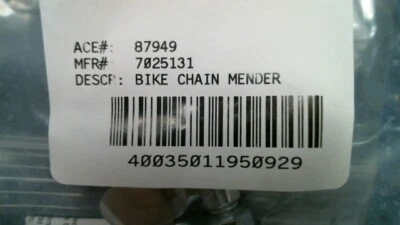 ACE#: 87949
MFR# 7025131
DESCR: BIKE CHAIN MENDER
40035011950929